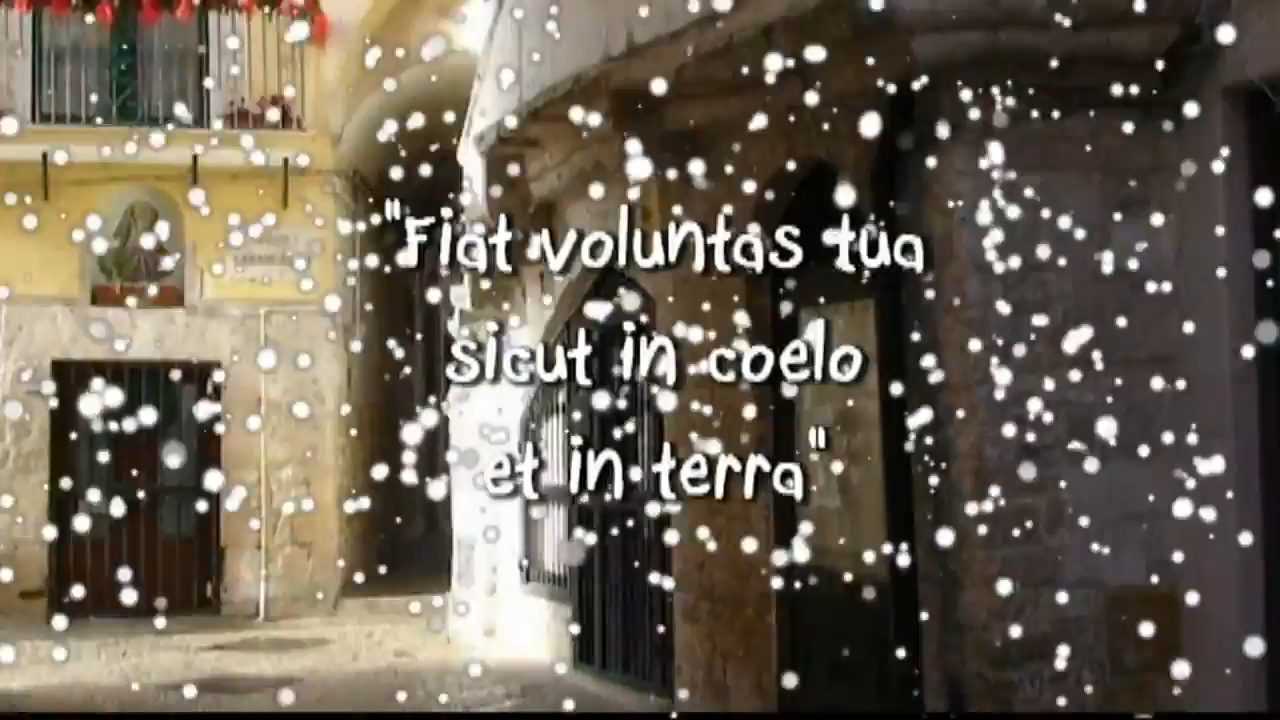 "Fiat voluntas tua
sicut in coelo
et in terra"